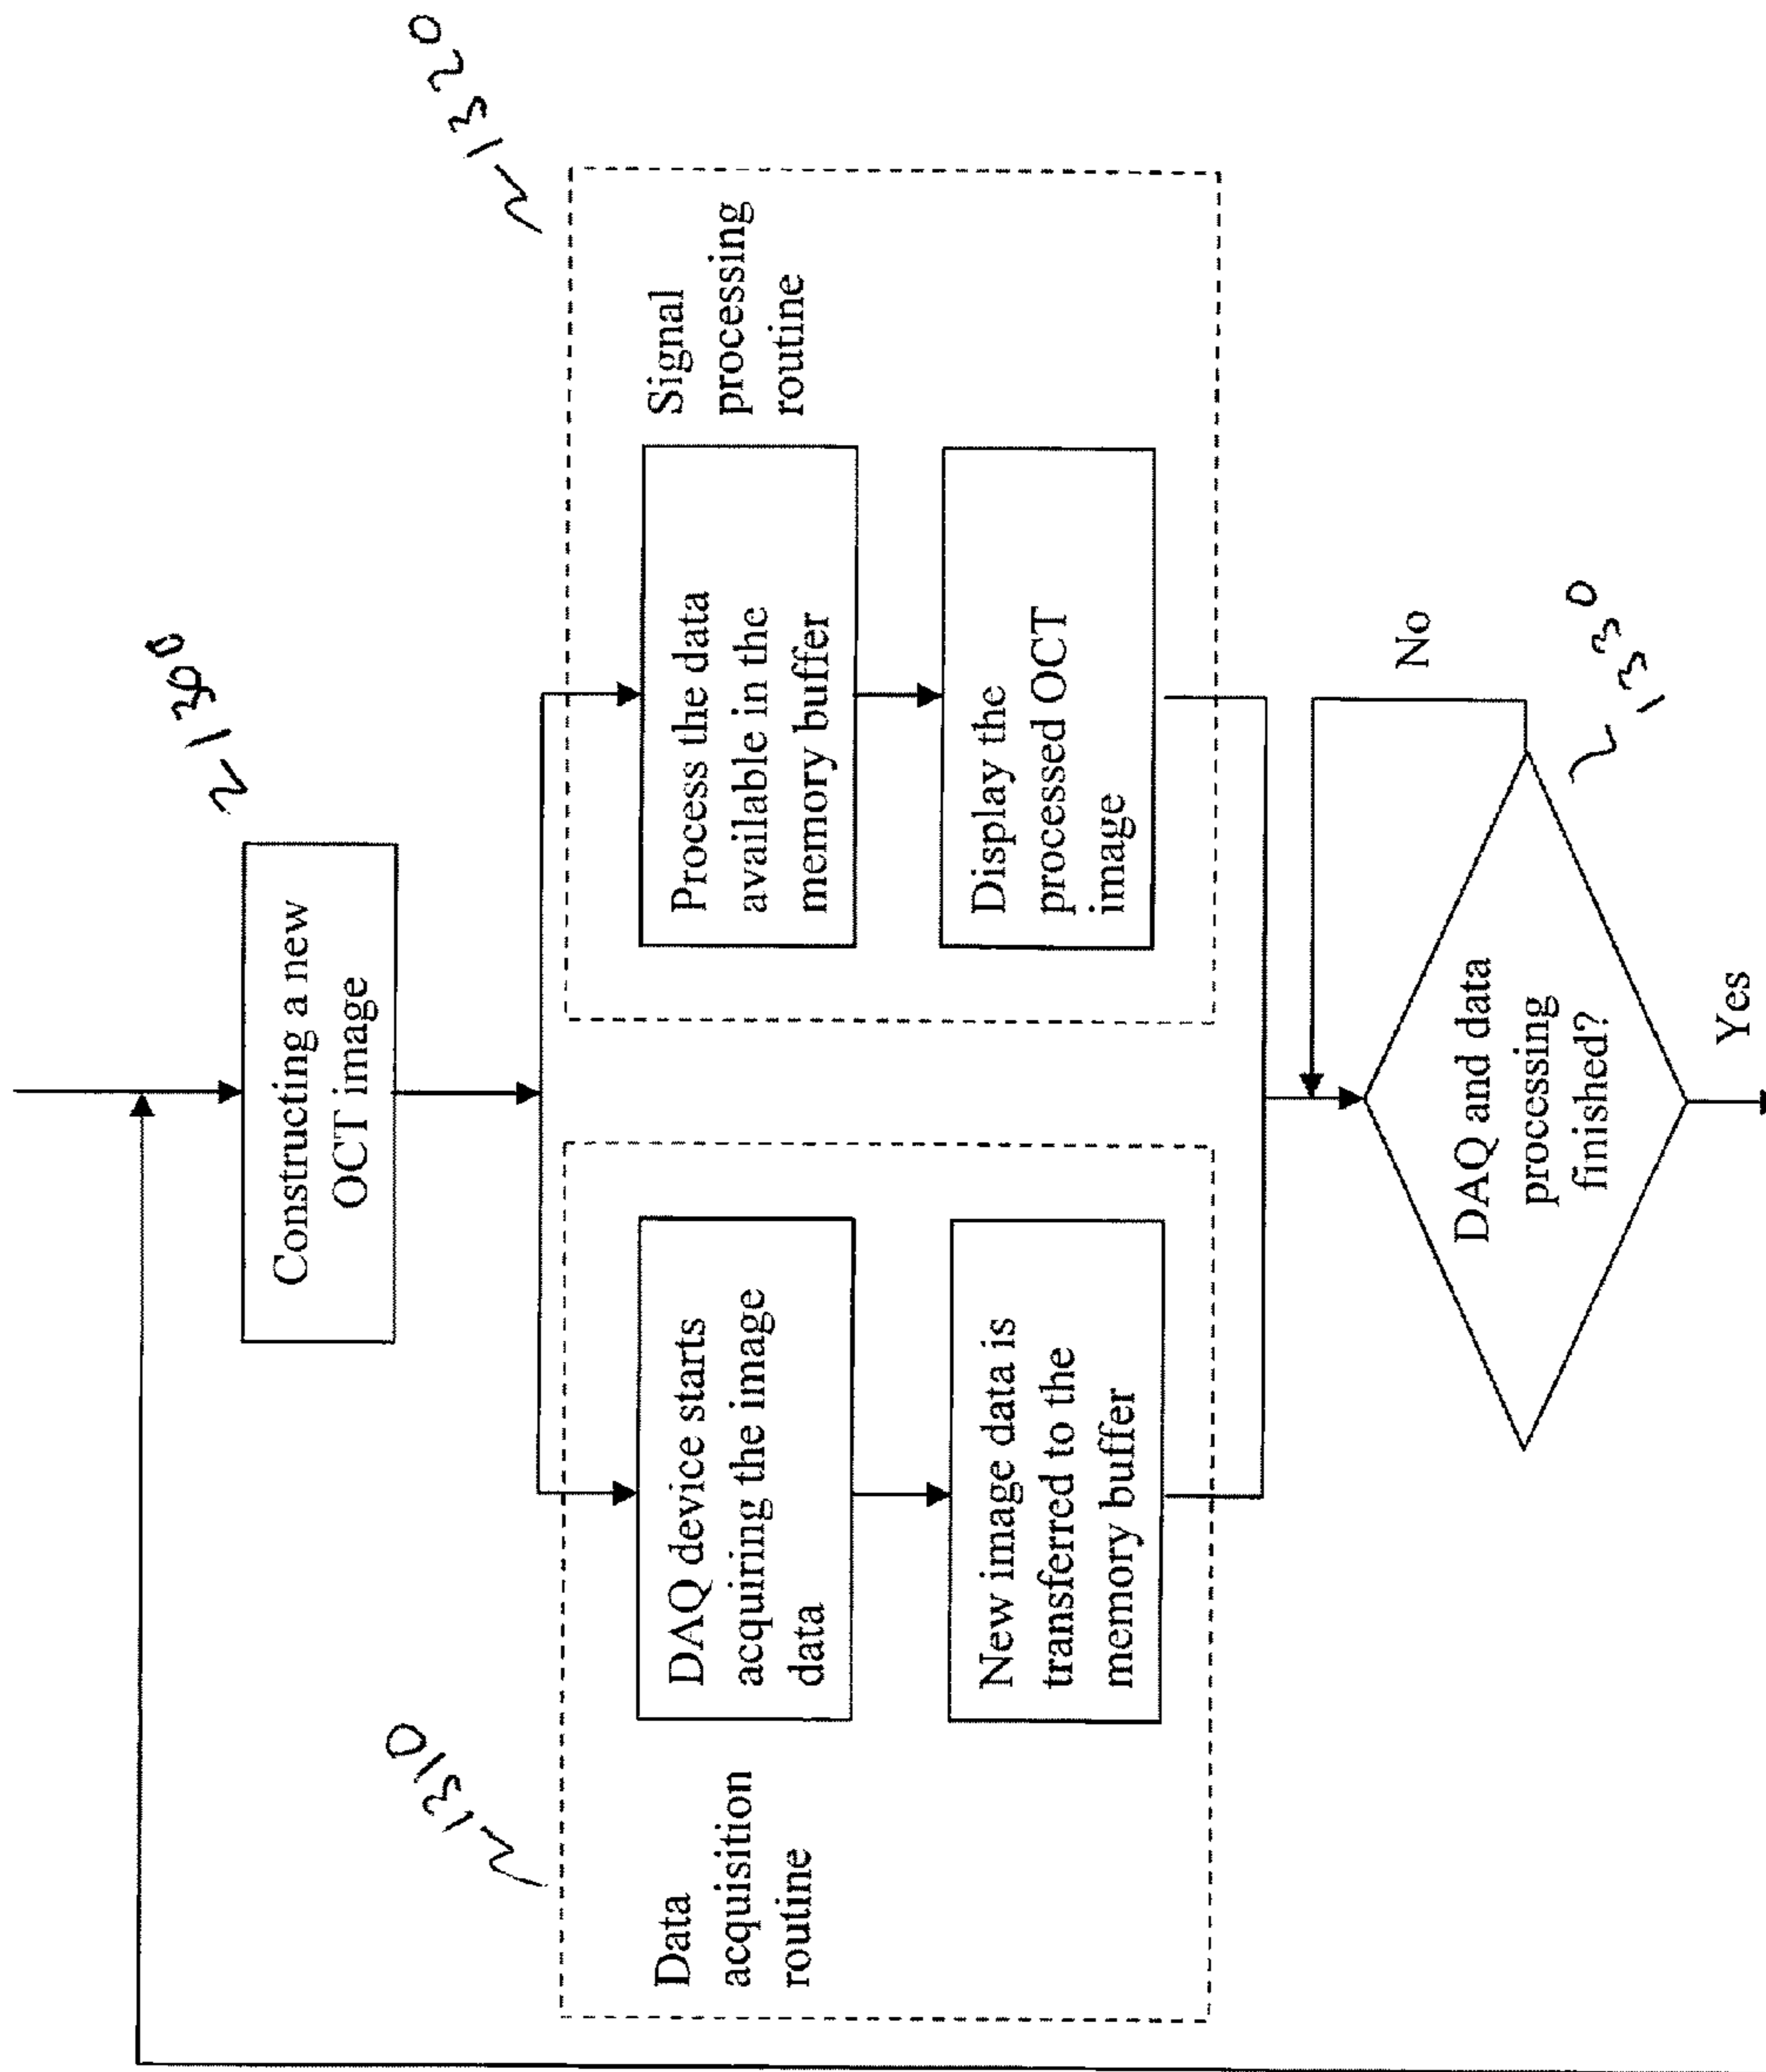 ~1300
Constructing a new
OCT image
~1310
Data
acquisition
routine
DAQ device starts
acquiring the image
data
New image data is
transferred to the
memory buffer
~1320
Signal
processing
routine
Process the data
available in the
memory buffer
Display the
processed OCT
image
DAQ and data
processing
finished?
~1330
No
Yes